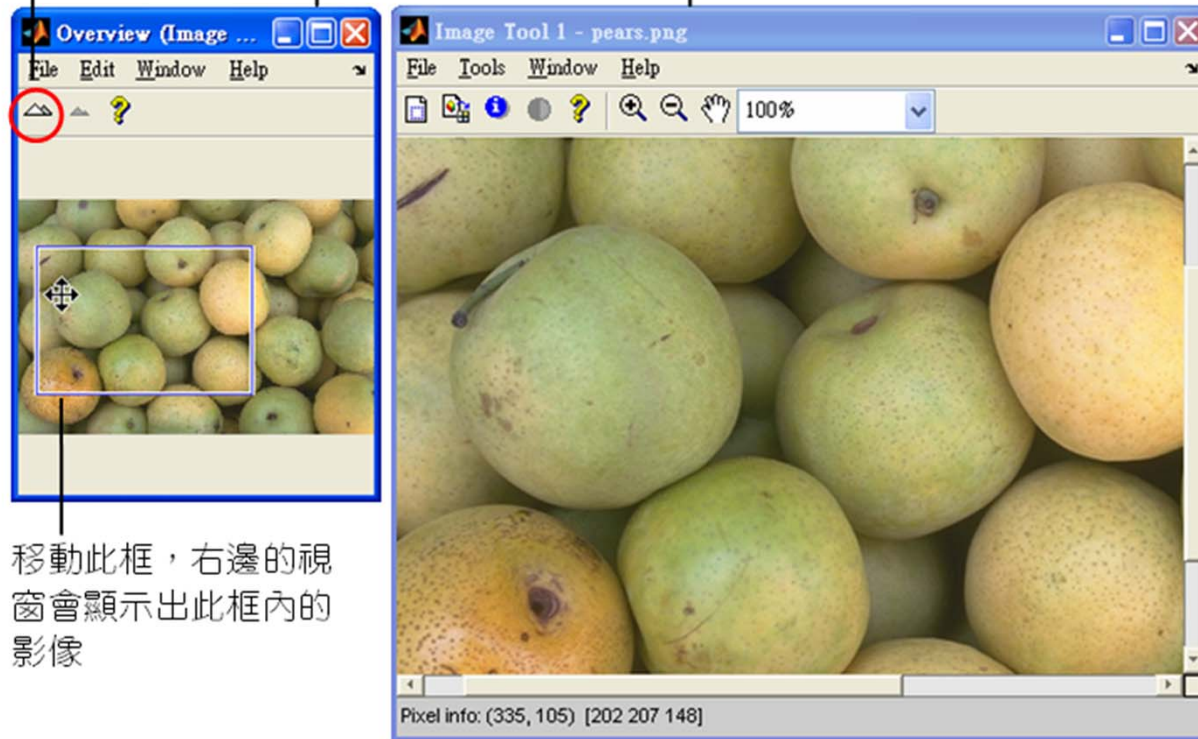 Overview (Image ...
File Edit Window Help
Image Tool 1 - pears.png
File Tools Window Help
100%
移動此框，右邊的視
窗會顯示出此框內的
影像
Pixel info: (335, 105) [202 207 148]